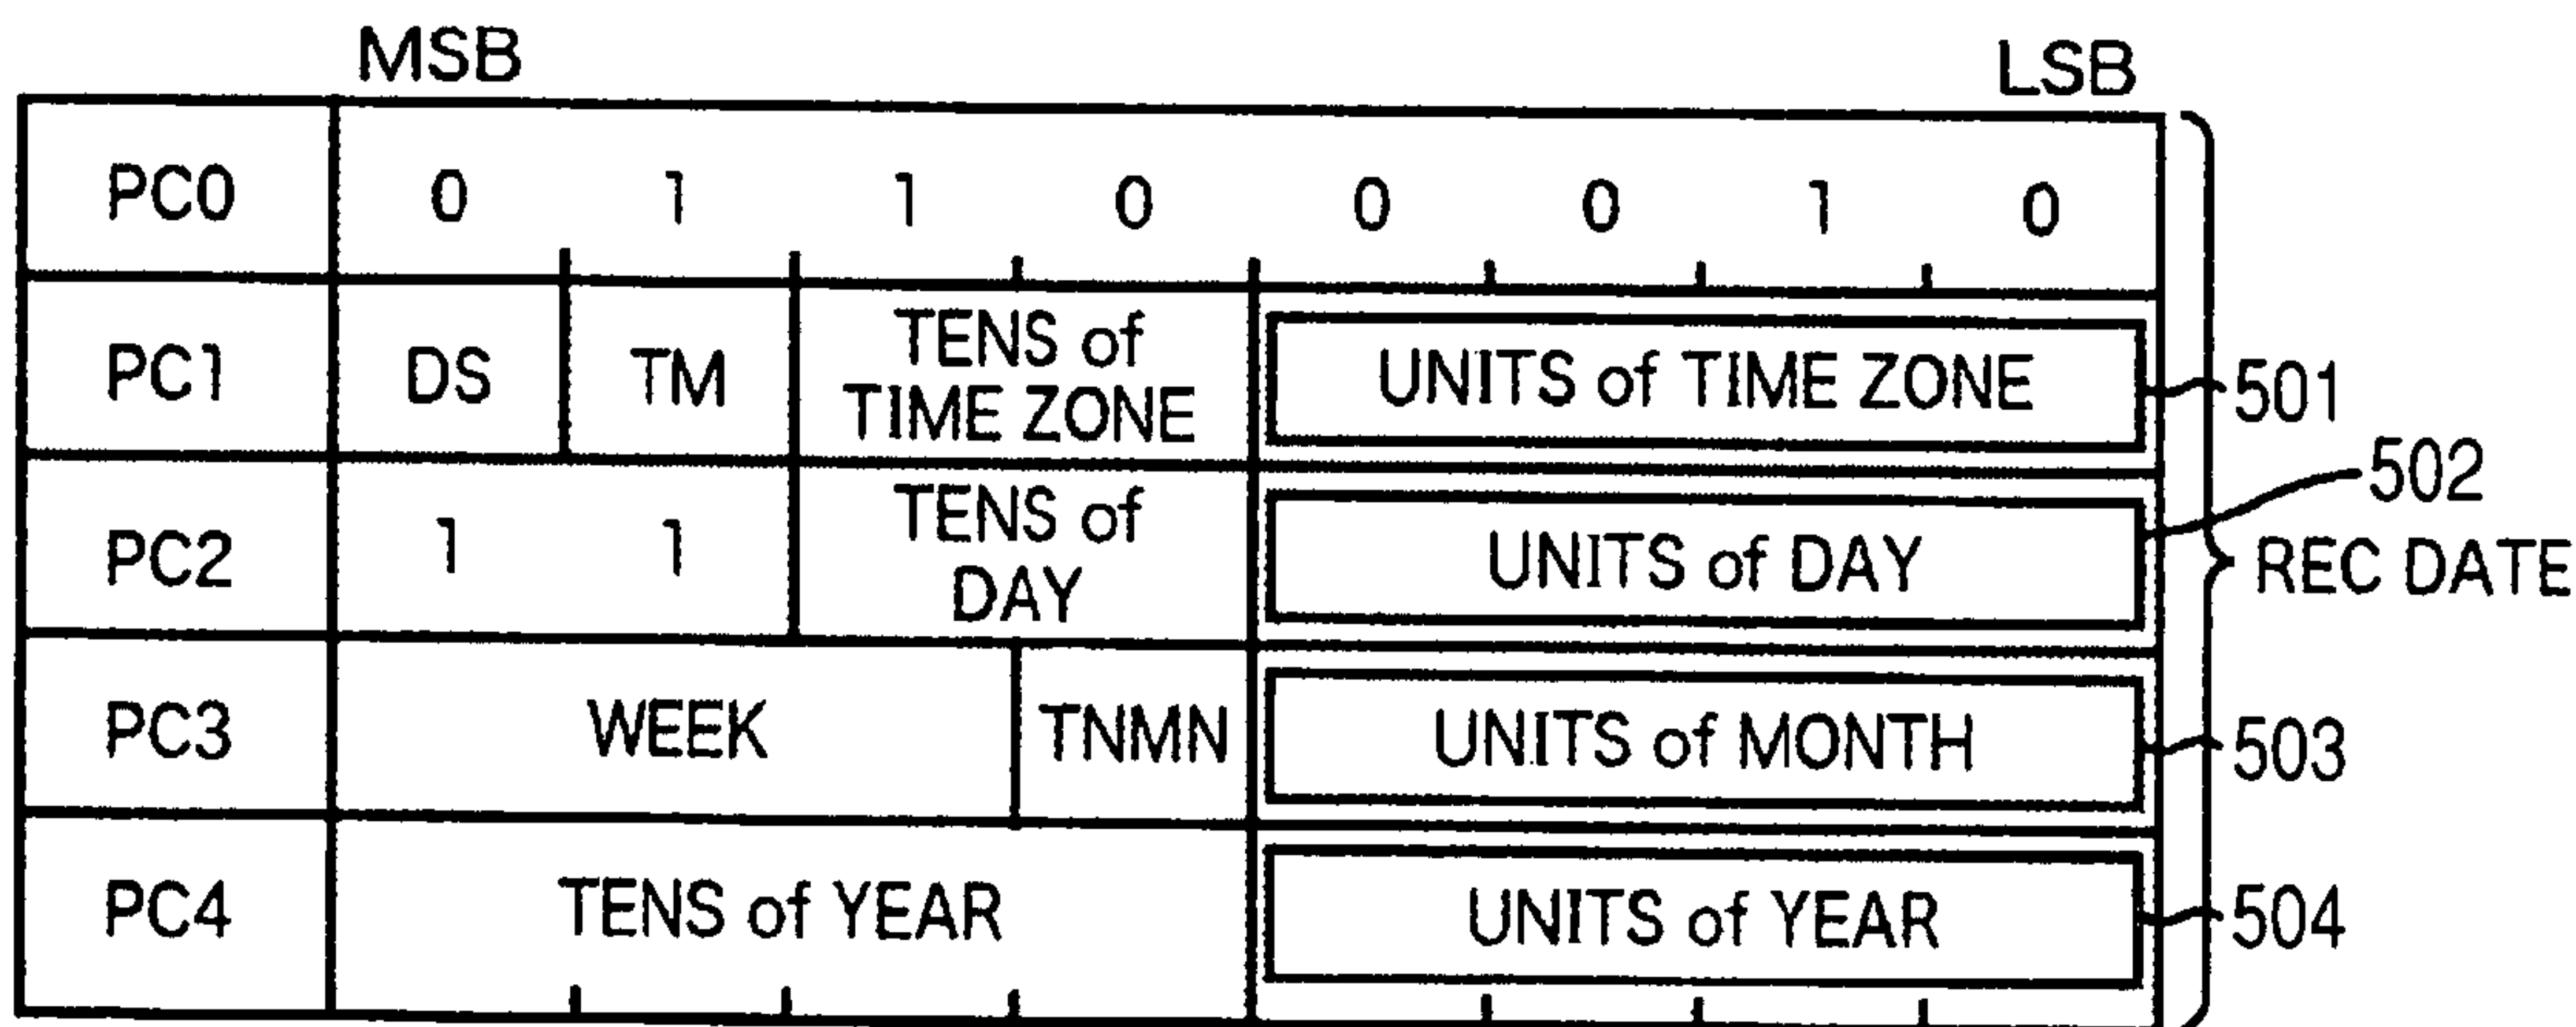 MSB LSB
PC0 0 1 1 0 0 0 1 0
PC1 DS TM TENS of TIME ZONE UNITS of TIME ZONE 501
PC2 1 1 TENS of DAY UNITS of DAY 502
REC DATE
PC3 WEEK TNMN UNITS of MONTH 503
PC4 TENS of YEAR UNITS of YEAR 504